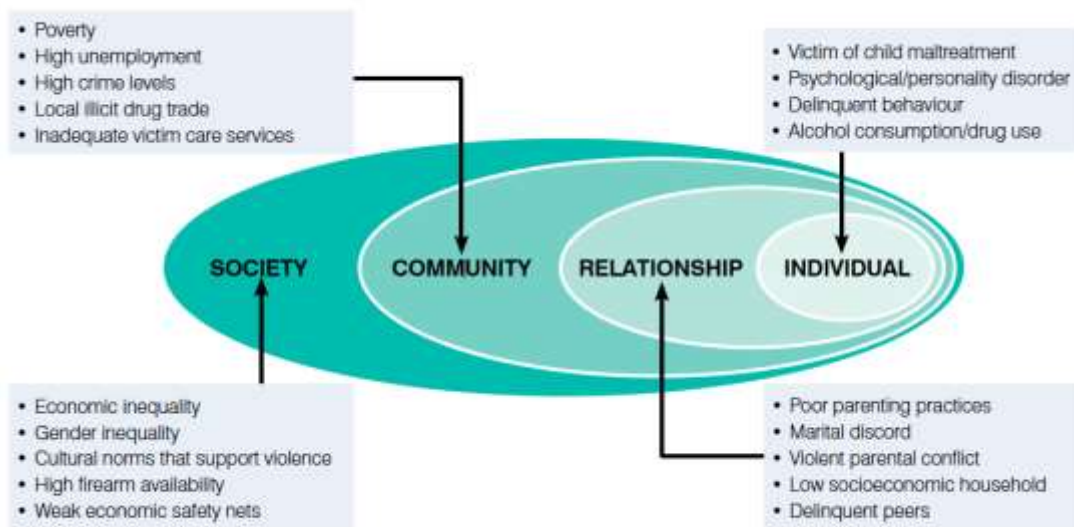 • Poverty
• High unemployment
• High crime levels
• Local illicit drug trade
• Inadequate victim care services
• Victim of child maltreatment
• Psychological/personality disorder
• Delinquent behaviour
• Alcohol consumption/drug use
SOCIETY
COMMUNITY
RELATIONSHIP
INDIVIDUAL
• Economic inequality
• Gender inequality
• Cultural norms that support violence
• High firearm availability
• Weak economic safety nets
• Poor parenting practices
• Marital discord
• Violent parental conflict
• Low socioeconomic household
• Delinquent peers